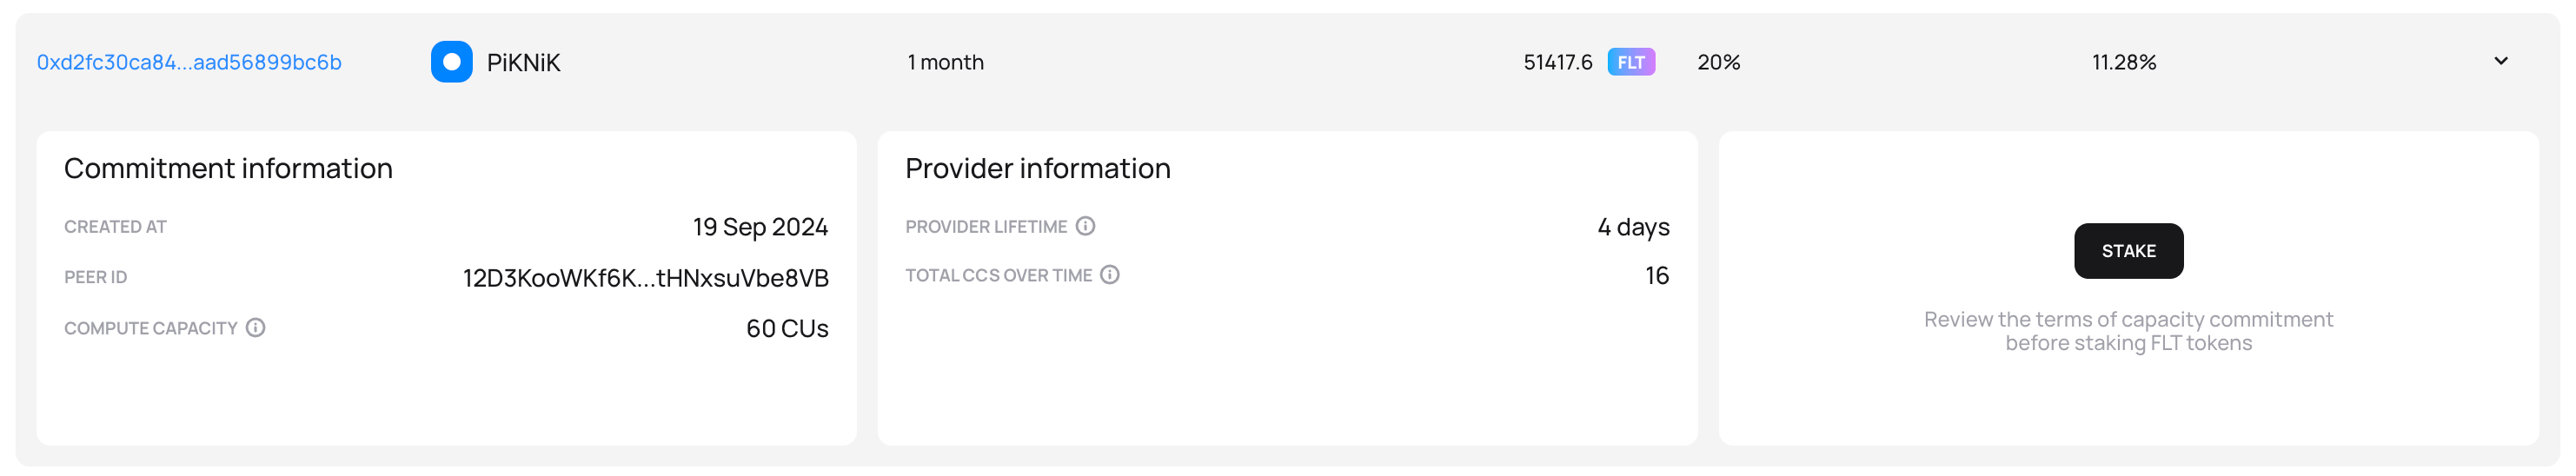 0xd2fc30ca84...aad56899bc6b PiKNiK 1 month 51417.6 FLT 20% 11.28%
Commitment information
CREATED AT 19 Sep 2024
PEER ID 12D3KooWKf6K...tHNxsuVbe8VB
COMPUTE CAPACITY 60 CUs
Provider information
PROVIDER LIFETIME 4 days
TOTAL CCS OVER TIME 16
STAKE
Review the terms of capacity commitment
before staking FLT tokens